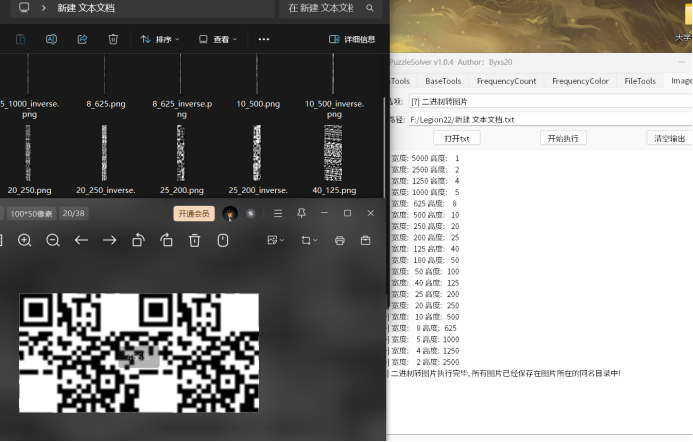 新建 文本文档
在 新建 文本文档
排序
查看
详细信息
5_1000_inverse.png
8_625.png
8_625_inverse.png
10_500.png
10_500_inverse.png
20_250.png
20_250_inverse.
25_200.png
25_200_inverse.
40_125.png
100*50像素
20/38
开通会员
大学
PuzzleSolver v1.0.4 Author: Byxs20
Tools
BaseTools
FrequencyCount
FrequencyColor
FileTools
Image
选项:
[7] 二进制转图片
路径:
F:/Legion22/新建 文本文档.txt
打开txt
开始执行
清空输出
宽度: 5000 高度: 1
宽度: 2500 高度: 2
宽度: 1250 高度: 4
宽度: 1000 高度: 5
宽度: 625 高度: 8
宽度: 500 高度: 10
宽度: 250 高度: 20
宽度: 200 高度: 25
宽度: 125 高度: 40
宽度: 100 高度: 50
宽度: 50 高度: 100
宽度: 40 高度: 125
宽度: 25 高度: 200
宽度: 20 高度: 250
宽度: 10 高度: 500
宽度: 8 高度: 625
宽度: 5 高度: 1000
宽度: 4 高度: 1250
宽度: 2 高度: 2500
二进制转图片执行完毕, 所有图片已经保存在图片所在的同名目录中!